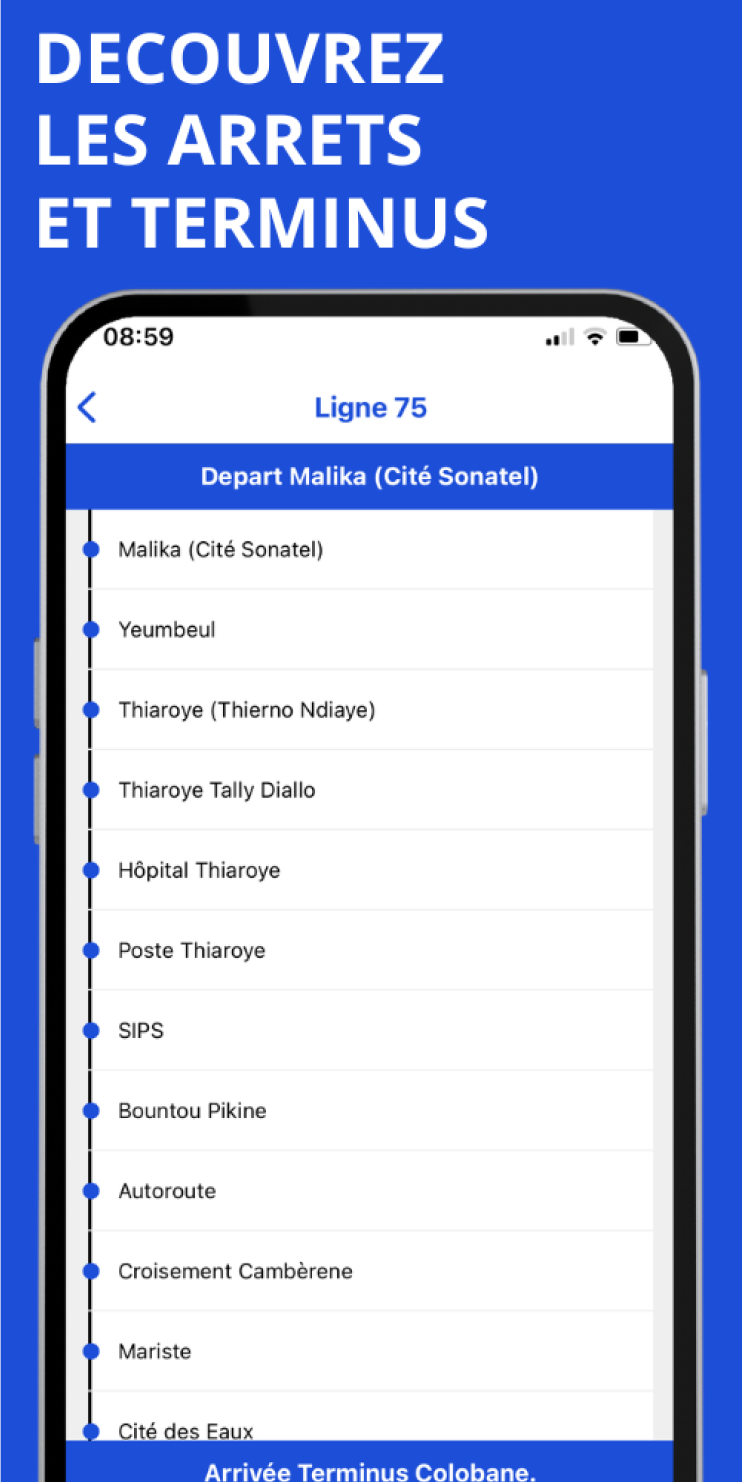 DECOUVREZ
LES ARRETS
ET TERMINUS
08:59
Ligne 75
Depart Malika (Cité Sonatel)
Malika (Cité Sonatel)
Yeumbeul
Thiaroye (Thierno Ndiaye)
Thiaroye Tally Diallo
Hôpital Thiaroye
Poste Thiaroye
SIPS
Bountou Pikine
Autoroute
Croisement Cambèrene
Mariste
Cité des Eaux
Arrivée Terminus Colobane.